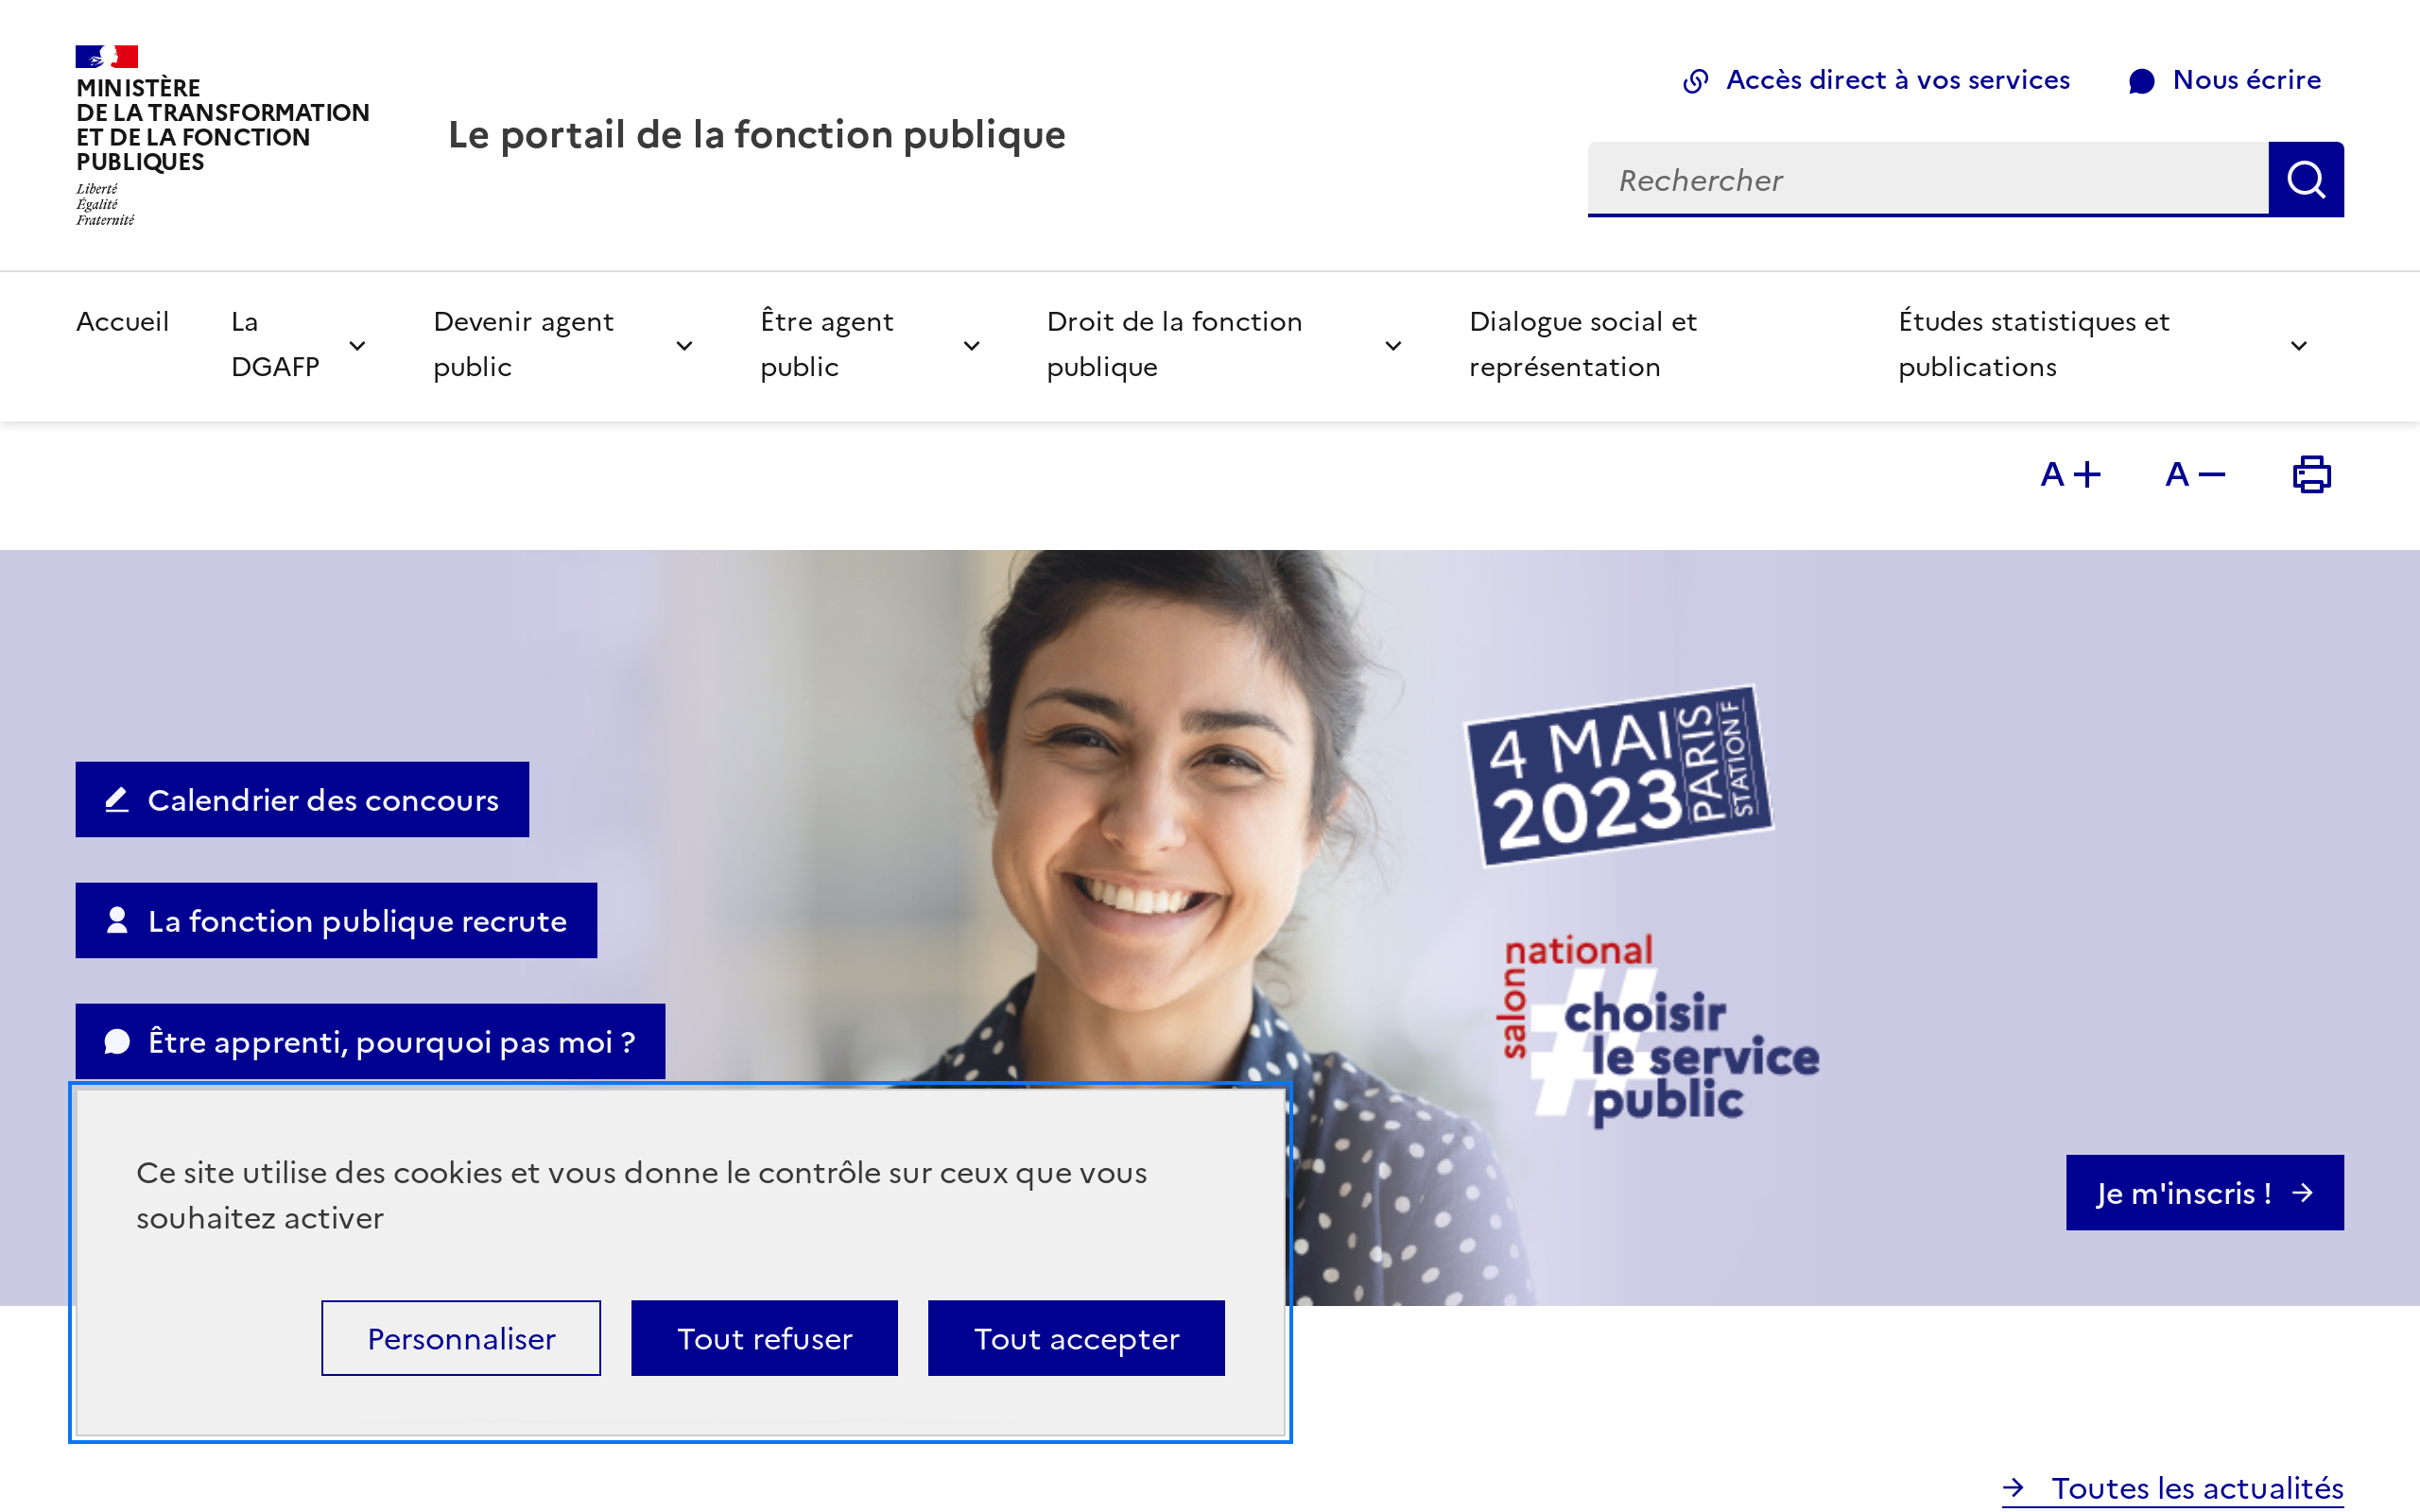 MINISTÈRE
DE LA TRANSFORMATION
ET DE LA FONCTION
PUBLIQUES
Liberté
Égalité
Fraternité
Le portail de la fonction publique
Accès direct à vos services
Nous écrire
Rechercher
Accueil
La
DGAFP
Devenir agent
public
Être agent
public
Droit de la fonction
publique
Dialogue social et
représentation
Études statistiques et
publications
A+
A−
4 MAI
2023
PARIS
STATION F
Calendrier des concours
La fonction publique recrute
Être apprenti, pourquoi pas moi ?
salon
national
#
choisir
le service
public
Je m'inscris !
Ce site utilise des cookies et vous donne le contrôle sur ceux que vous
souhaitez activer
Personnaliser
Tout refuser
Tout accepter
Toutes les actualités